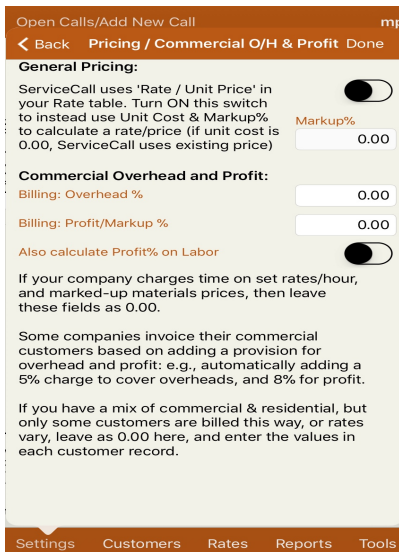 Open Calls/Add New Call
Back Pricing / Commercial O/H & Profit Done
General Pricing:
ServiceCall uses 'Rate / Unit Price' in
your Rate table. Turn ON this switch
to instead use Unit Cost & Markup%
to calculate a rate/price (if unit cost is
0.00, ServiceCall uses existing price)
Markup%
0.00
Commercial Overhead and Profit:
Billing: Overhead % 0.00
Billing: Profit/Markup % 0.00
Also calculate Profit% on Labor
If your company charges time on set rates/hour,
and marked-up materials prices, then leave
these fields as 0.00.
Some companies invoice their commercial
customers based on adding a provision for
overhead and profit: e.g., automatically adding a
5% charge to cover overheads, and 8% for profit.
If you have a mix of commercial & residential, but
only some customers are billed this way, or rates
vary, leave as 0.00 here, and enter the values in
each customer record.
Settings Customers Rates Reports Tools